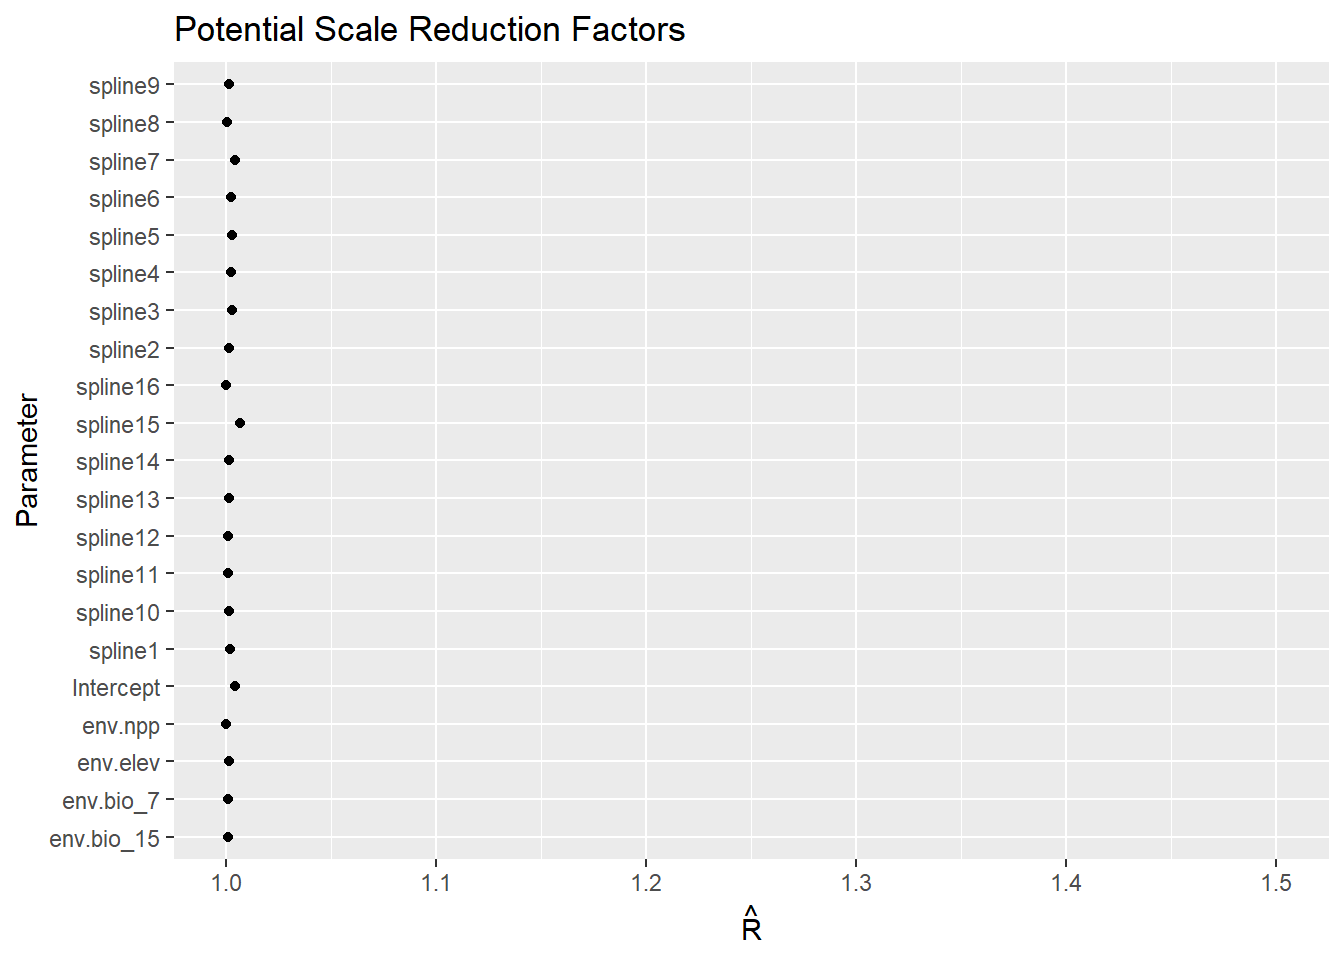 Potential Scale Reduction Factors
spline9
spline8
spline7
spline6
spline5
spline4
spline3
spline2
spline16
spline15
spline14
spline13
spline12
spline11
spline10
spline1
Intercept
env.npp
env.elev
env.bio_7
env.bio_15
Parameter
1.0 1.1 1.2 1.3 1.4 1.5
R̂